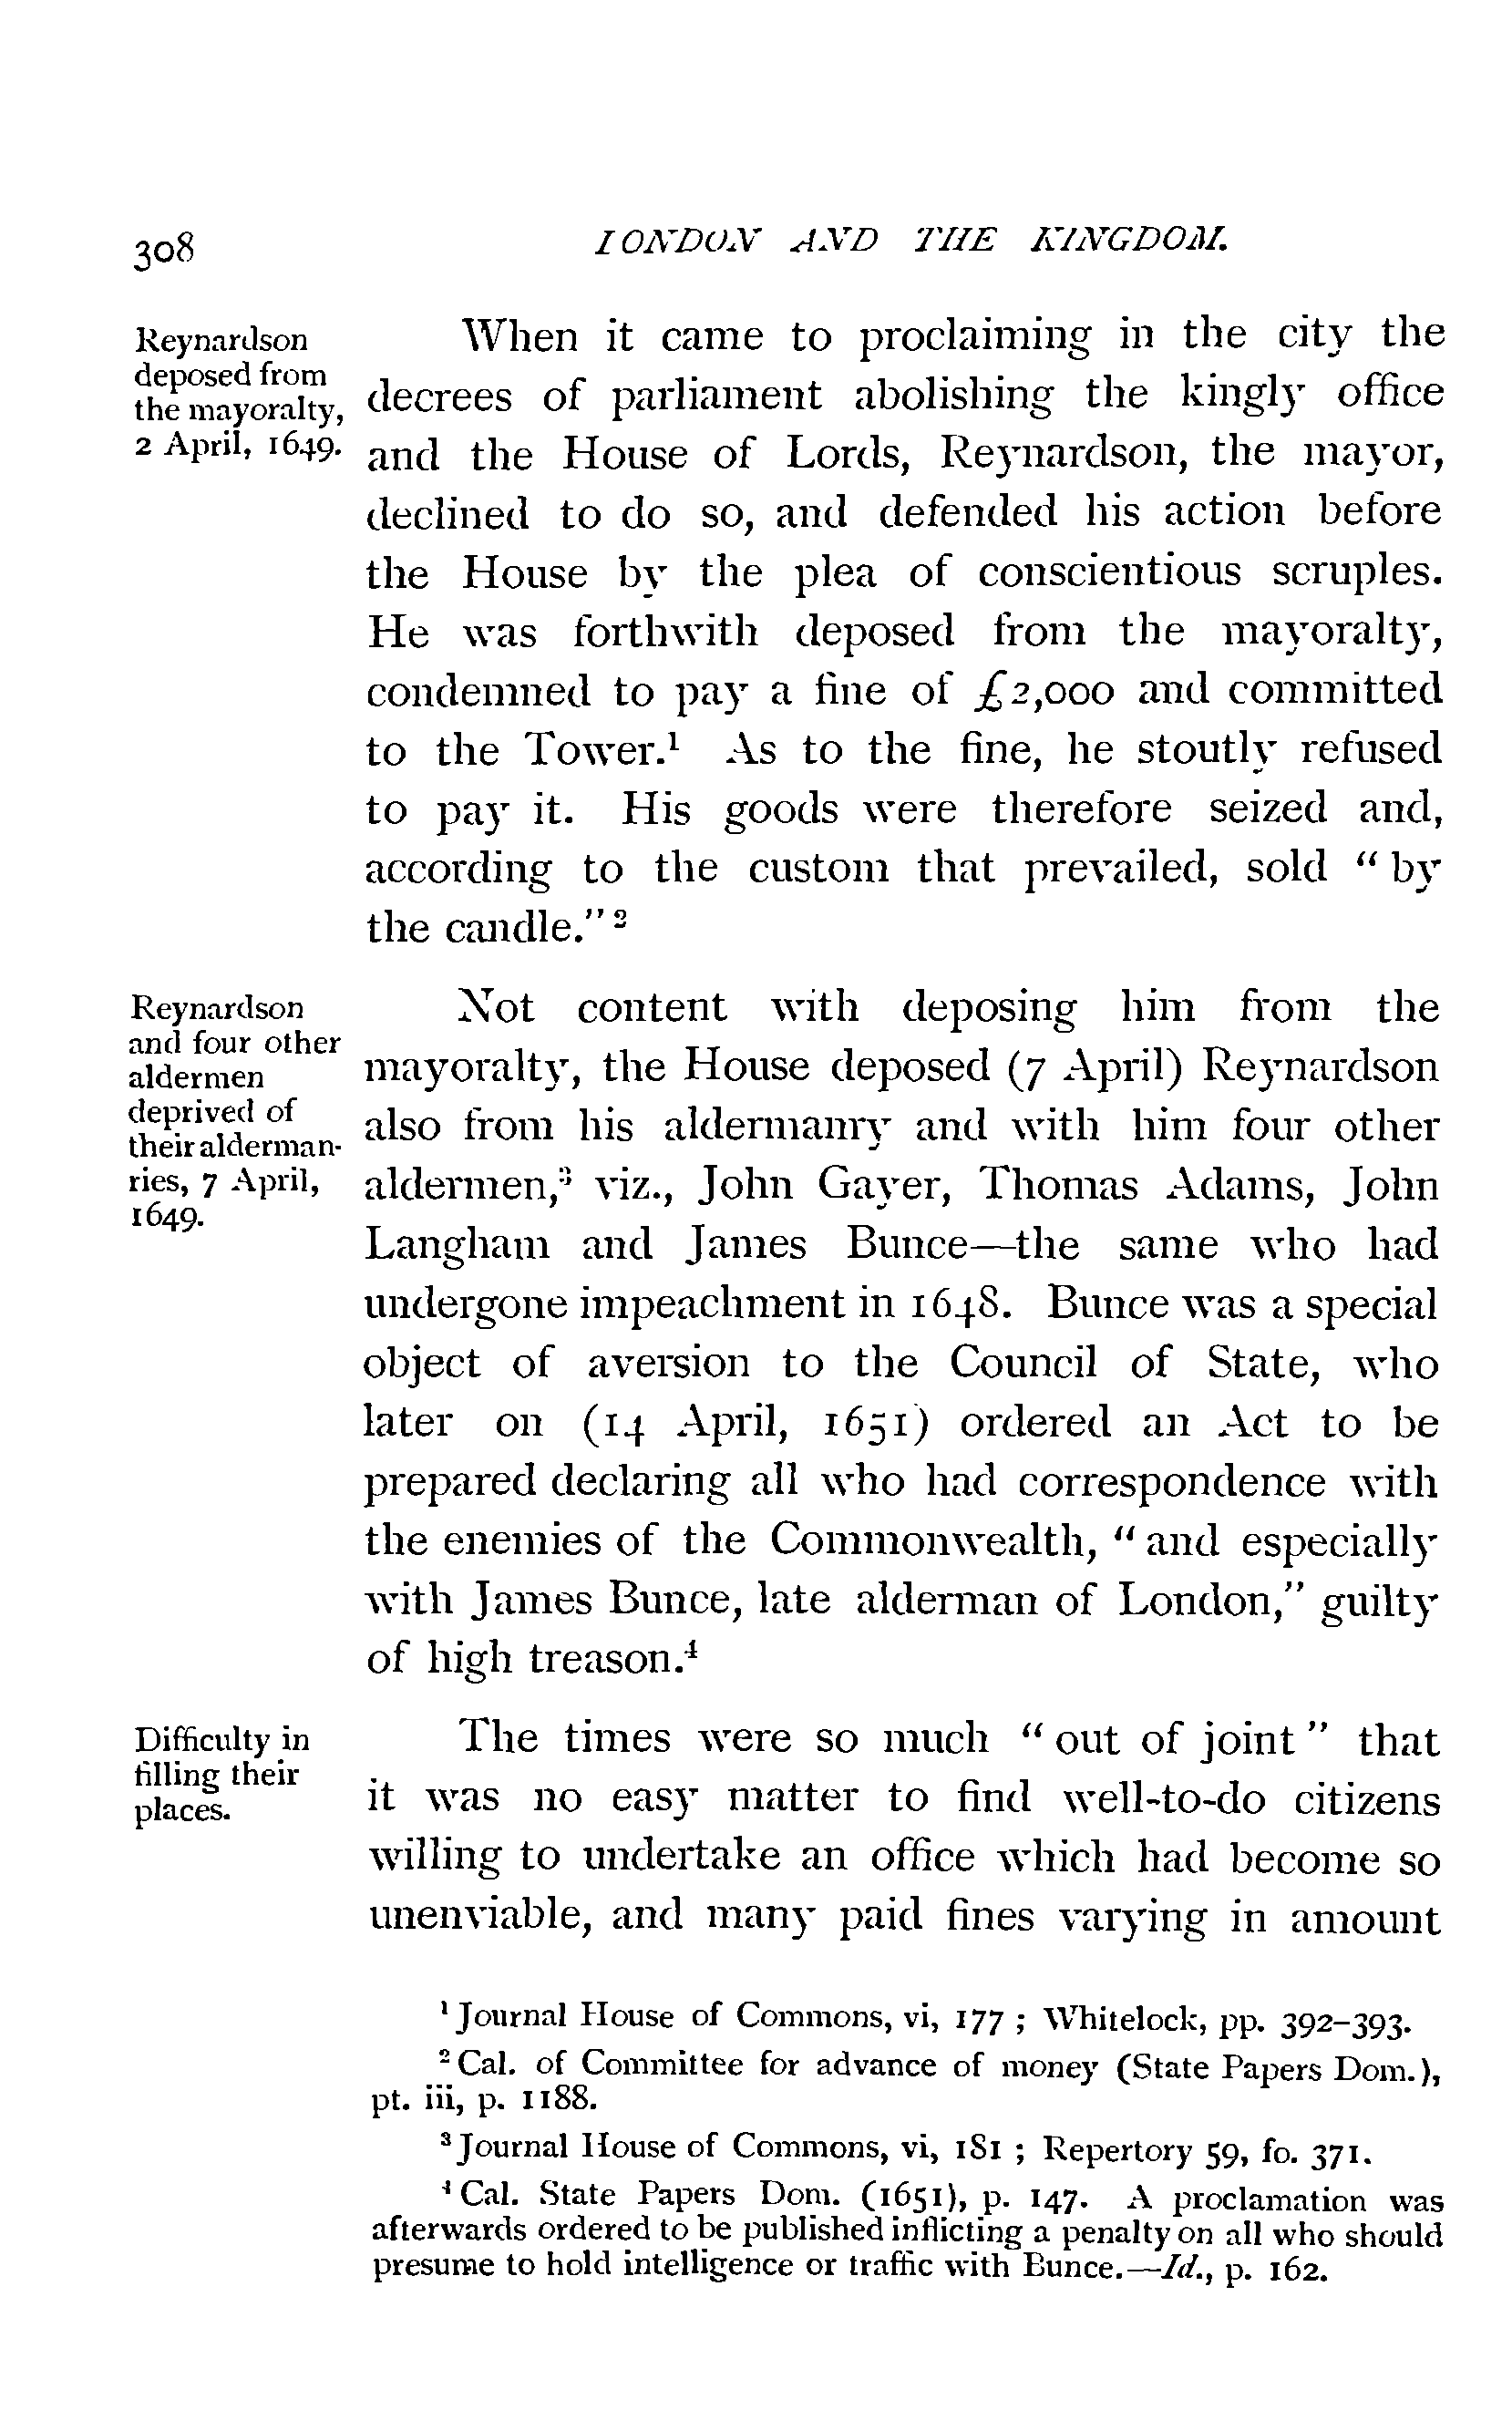 308
LONDON AND THE KINGDOM.
Reynardson
deposed from
the mayoralty,
2 April, 1649.
When it came to proclaiming in the city the
decrees of parliament abolishing the kingly office
and the House of Lords, Reynardson, the mayor,
declined to do so, and defended his action before
the House by the plea of conscientious scruples.
He was forthwith deposed from the mayoralty,
condemned to pay a fine of £2,000 and committed
to the Tower.¹ As to the fine, he stoutly refused
to pay it. His goods were therefore seized and,
according to the custom that prevailed, sold "by
the candle."²
Reynardson
and four other
aldermen
deprived of
their alderman-
ries, 7 April,
1649.
Not content with deposing him from the
mayoralty, the House deposed (7 April) Reynardson
also from his aldermanry and with him four other
aldermen,³ viz., John Gayer, Thomas Adams, John
Langham and James Bunce—the same who had
undergone impeachment in 1648. Bunce was a special
object of aversion to the Council of State, who
later on (14 April, 1651) ordered an Act to be
prepared declaring all who had correspondence with
the enemies of the Commonwealth, "and especially
with James Bunce, late alderman of London," guilty
of high treason.⁴
Difficulty in
filling their
places.
The times were so much "out of joint" that
it was no easy matter to find well-to-do citizens
willing to undertake an office which had become so
unenviable, and many paid fines varying in amount
¹ Journal House of Commons, vi, 177 ; Whitelock, pp. 392-393.
² Cal. of Committee for advance of money (State Papers Dom.),
pt. iii, p. 1188.
³ Journal House of Commons, vi, 181 ; Repertory 59, fo. 371.
⁴ Cal. State Papers Dom. (1651), p. 147. A proclamation was
afterwards ordered to be published inflicting a penalty on all who should
presume to hold intelligence or traffic with Bunce.—Id., p. 162.